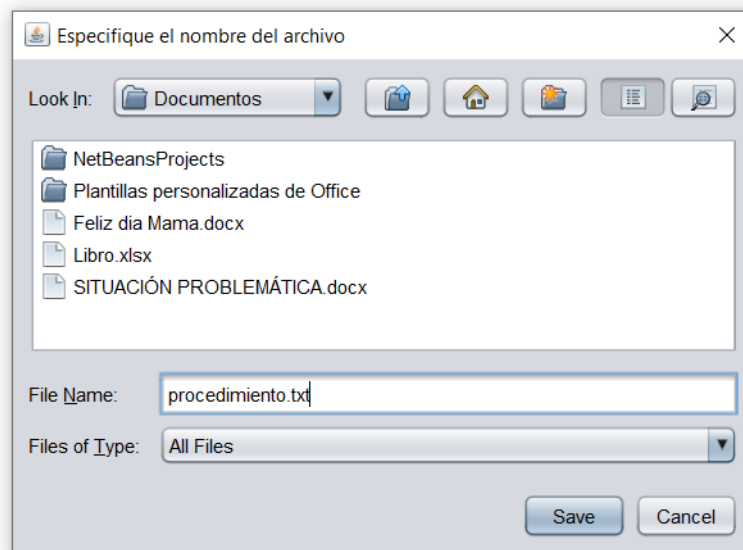 Especifique el nombre del archivo
Look In: Documentos
NetBeansProjects
Plantillas personalizadas de Office
Feliz dia Mama.docx
Libro.xlsx
SITUACIÓN PROBLEMÁTICA.docx
File Name: procedimiento.txt
Files of Type: All Files
Save Cancel